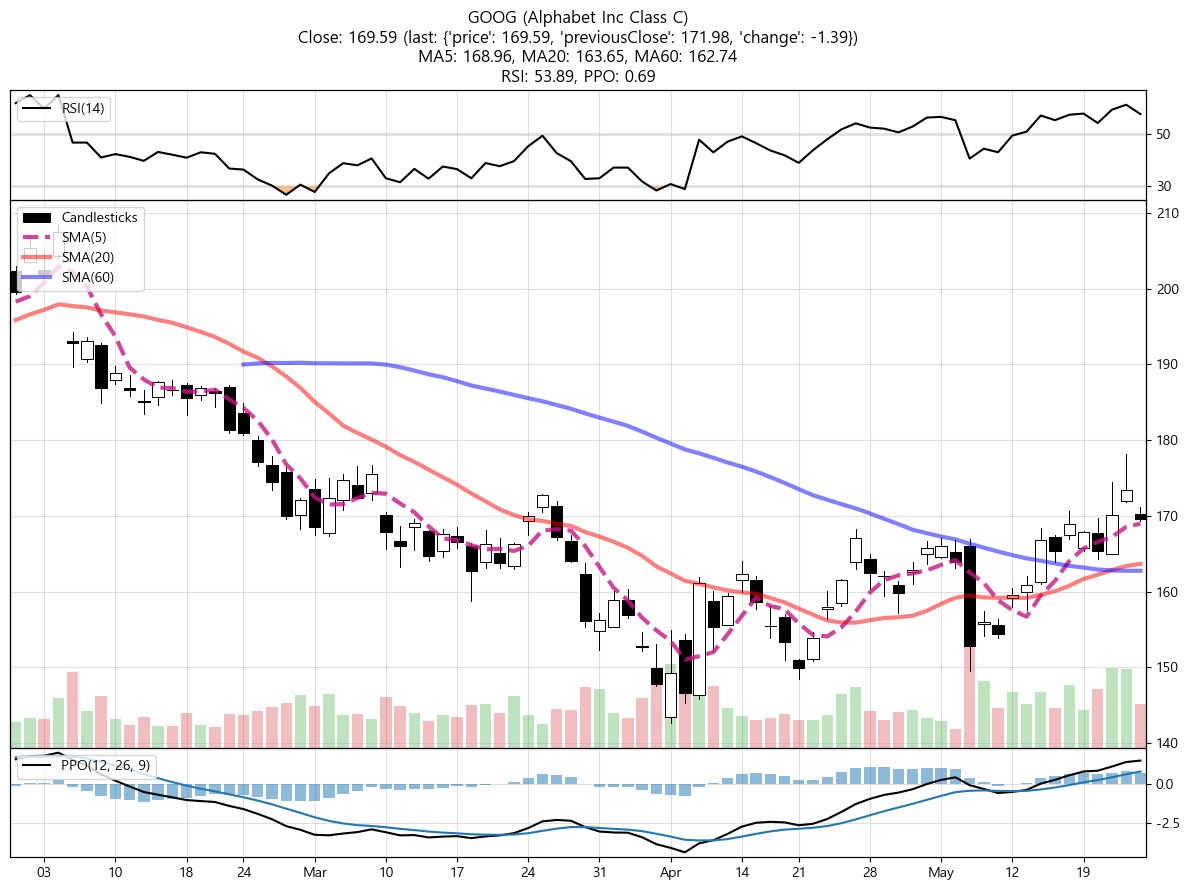 GOOG (Alphabet Inc Class C)
Close: 169.59 (last: {'price': 169.59, 'previousClose': 171.98, 'change': -1.39})
MA5: 168.96, MA20: 163.65, MA60: 162.74
RSI: 53.89, PPO: 0.69
RSI(14)
50
30
Candlesticks
SMA(5)
SMA(20)
SMA(60)
210
200
190
180
170
160
150
140
PPO(12, 26, 9)
0.0
−2.5
03 10 18 24 Mar 10 17 24 31 Apr 14 21 28 May 12 19